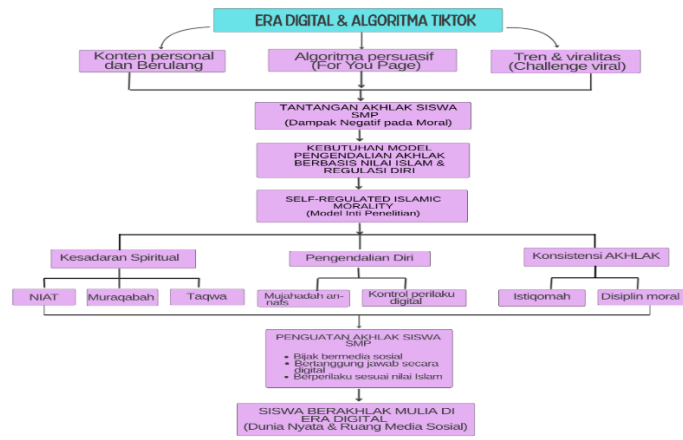 ERA DIGITAL & ALGORITMA TIKTOK
Konten personal
dan Berulang
Algoritma persuasif
(For You Page)
Tren & viralitas
(Challenge viral)
TANTANGAN AKHLAK SISWA
SMP
(Dampak Negatif pada Moral)
KEBUTUHAN MODEL
PENGENDALIAN AKHLAK
BERBASIS NILAI ISLAM &
REGULASI DIRI
SELF-REGULATED ISLAMIC
MORALITY
(Model Inti Penelitian)
Kesadaran Spiritual
Pengendalian Diri
Konsistensi AKHLAK
NIAT
Muraqabah
Taqwa
Mujahadah an-
nafs
Kontrol perilaku
digital
Istiqomah
Disiplin moral
PENGUATAN AKHLAK SISWA
SMP
• Bijak bermedia sosial
• Bertanggung jawab secara
digital
• Berperilaku sesuai nilai Islam
SISWA BERAKHLAK MULIA DI
ERA DIGITAL
(Dunia Nyata & Ruang Media Sosial)